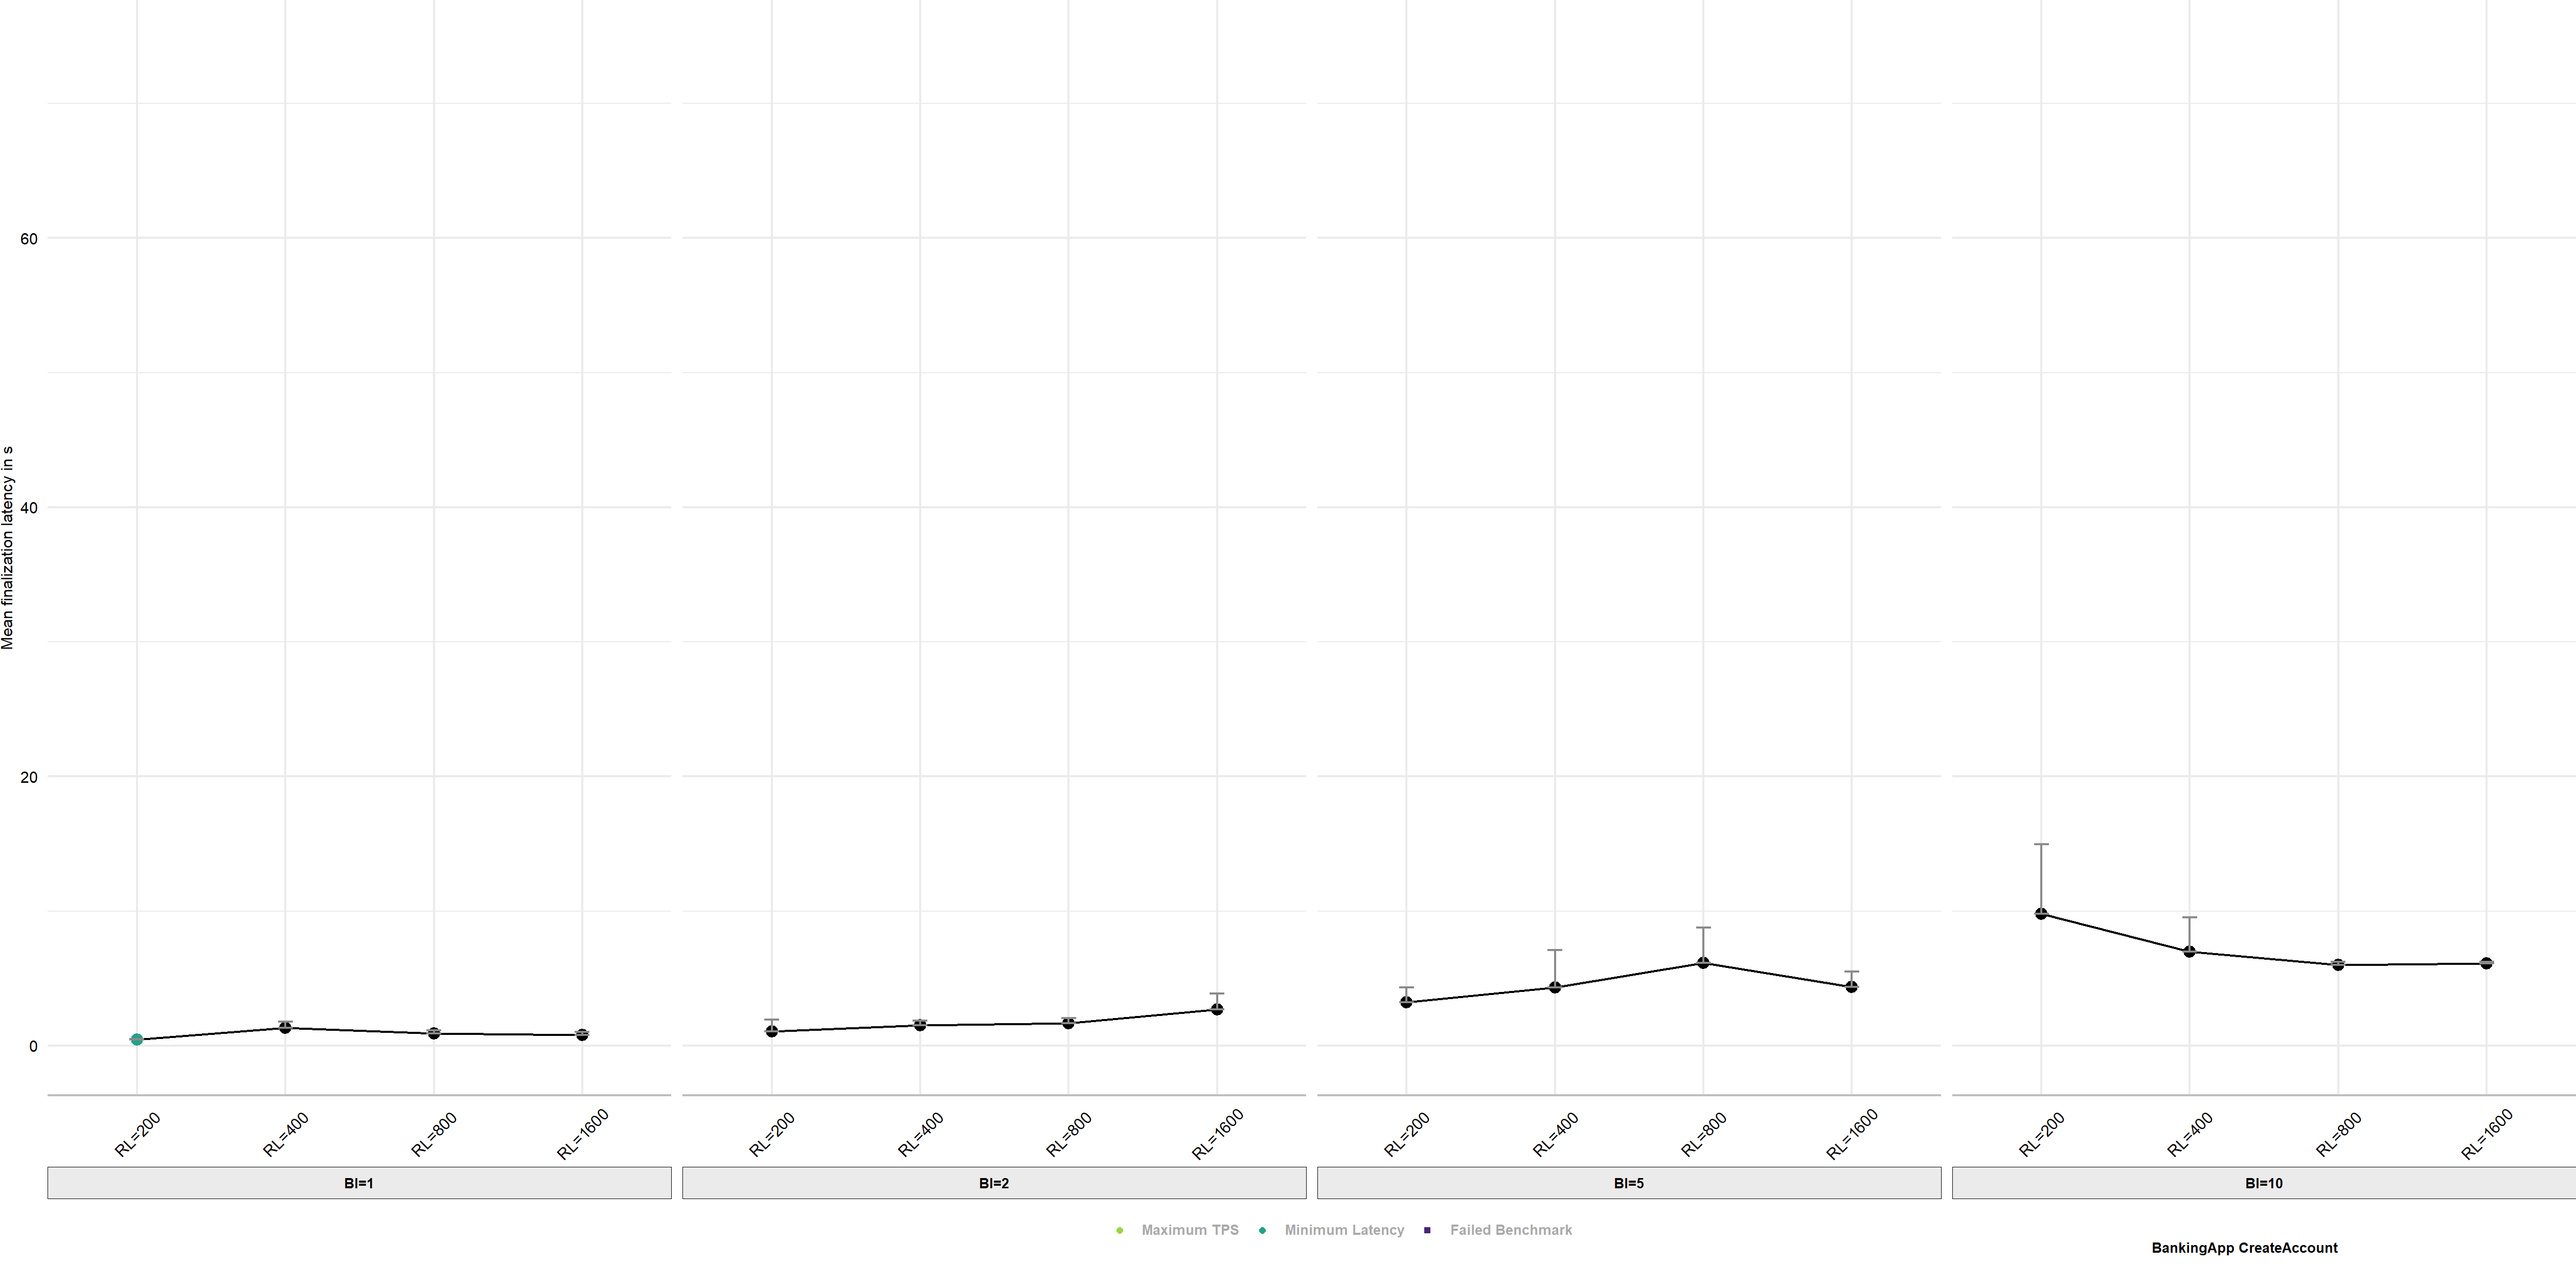 Mean finalization latency in s
60
40
20
0
RL=200 RL=400 RL=800 RL=1600 RL=200 RL=400 RL=800 RL=1600 RL=200 RL=400 RL=800 RL=1600 RL=200 RL=400 RL=800 RL=1600
BI=1 BI=2 BI=5 BI=10
Maximum TPS Minimum Latency Failed Benchmark
BankingApp CreateAccount